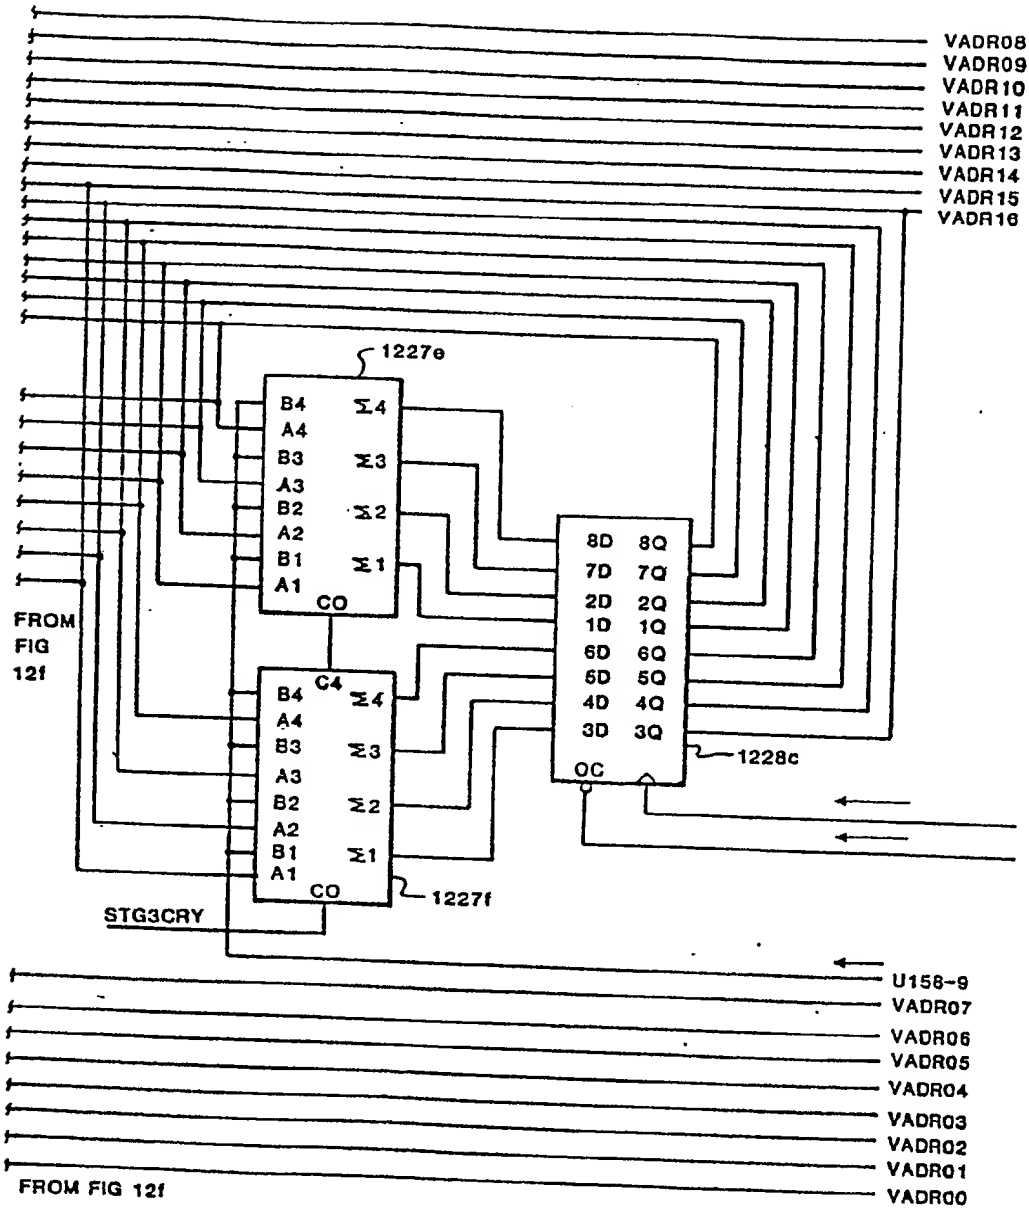 VADR08
VADR09
VADR10
VADR11
VADR12
VADR13
VADR14
VADR15
VADR16
1227e
B4 Σ4
A4
B3 Σ3
A3
B2 Σ2
A2
B1 Σ1
A1
CO
8D 8Q
7D 7Q
2D 2Q
1D 1Q
6D 6Q
5D 5Q
4D 4Q
3D 3Q
OC
1228c
FROM
FIG
12f
C4
B4 Σ4
A4
B3 Σ3
A3
B2 Σ2
A2
B1 Σ1
A1
CO
1227f
STG3CRY
U158-9
VADR07
VADR06
VADR05
VADR04
VADR03
VADR02
VADR01
VADR00
FROM FIG 12f